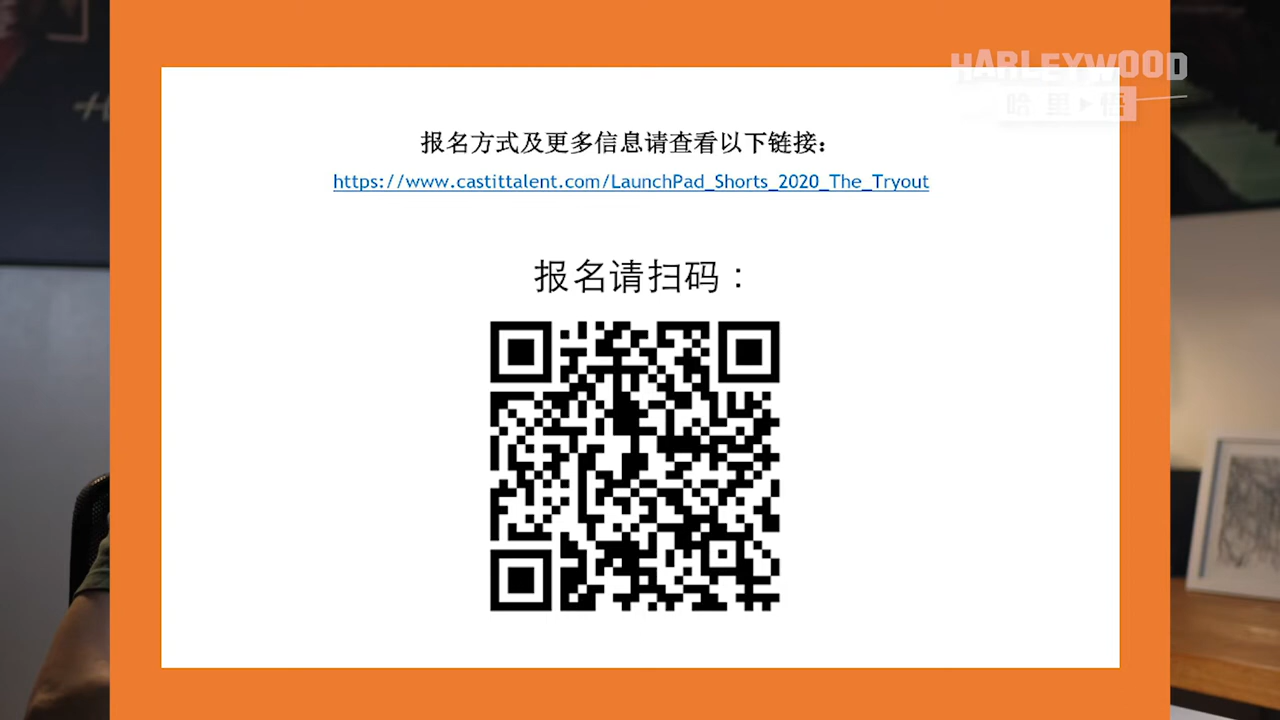 HARLEYWOOD
哈里悟
报名方式及更多信息请查看以下链接：
https://www.castittalent.com/LaunchPad_Shorts_2020_The_Tryout
报名请扫码：